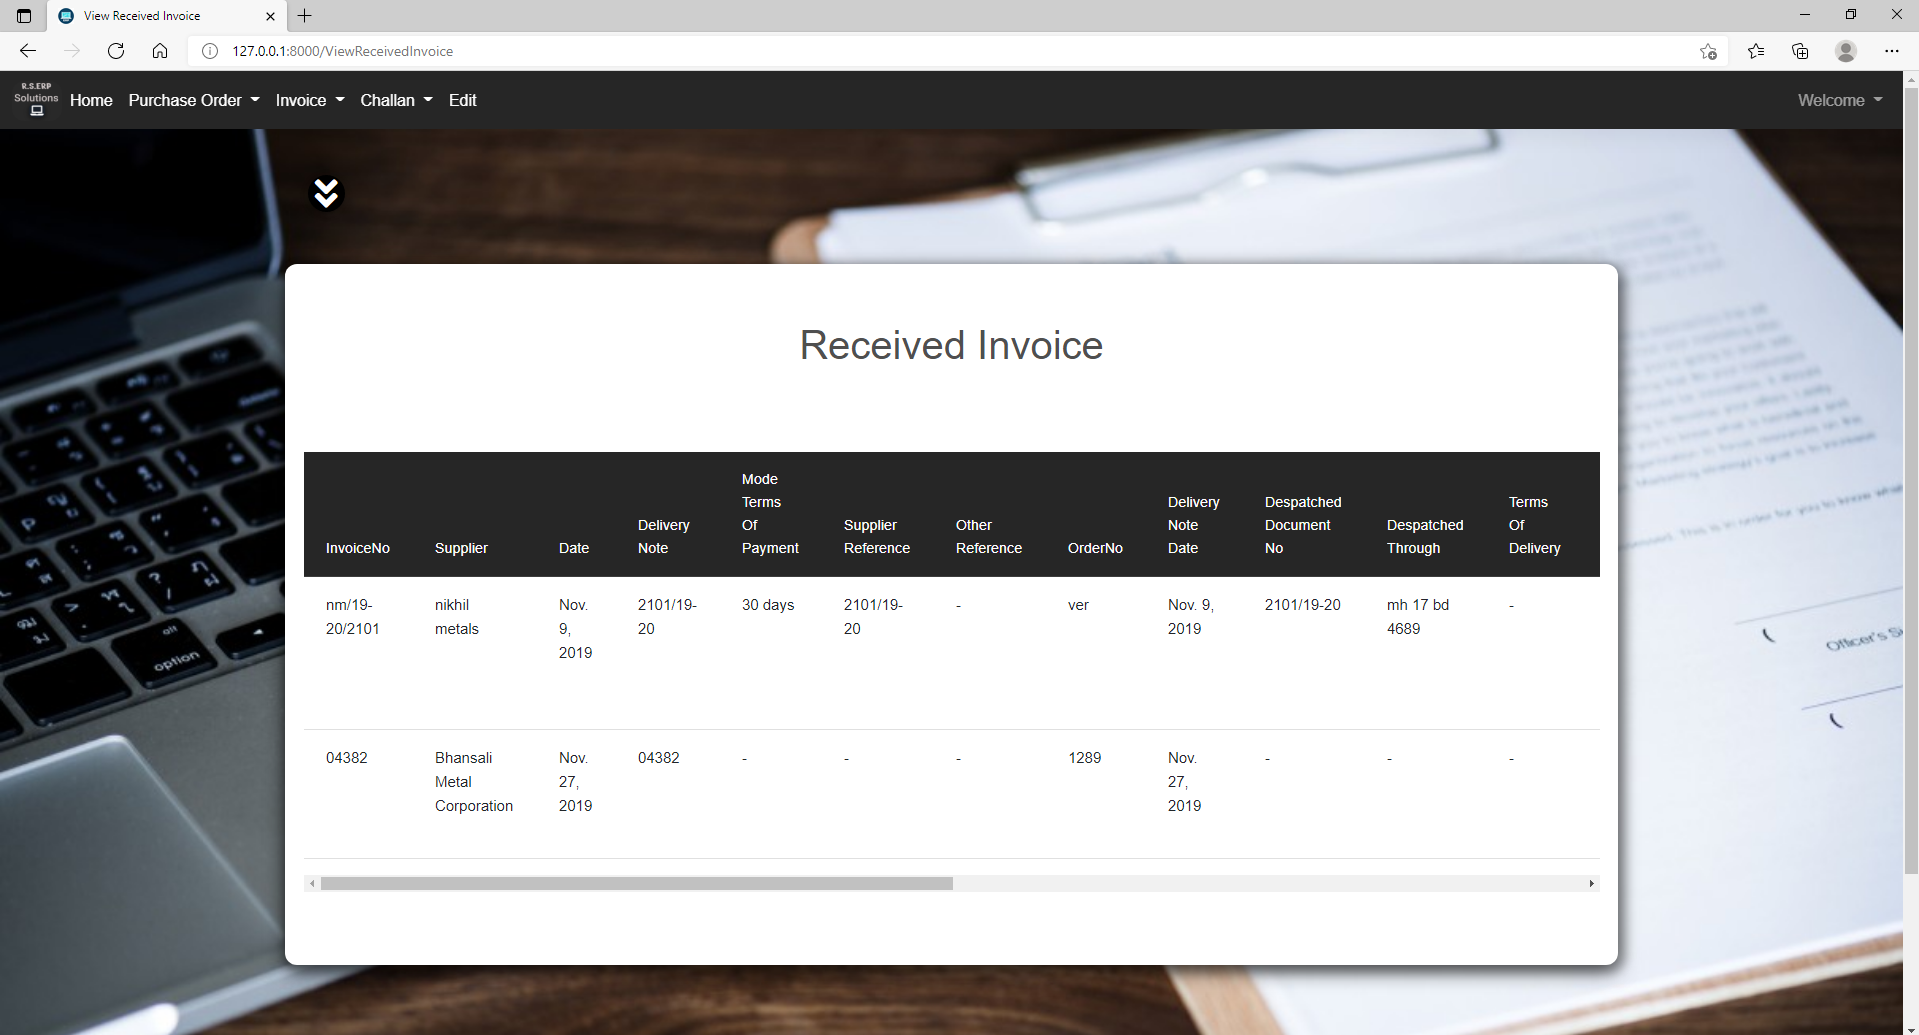 View Received Invoice
127.0.0.1:8000/ViewReceivedInvoice
R.S.ERP
Solutions
Home Purchase Order Invoice Challan Edit Welcome
Received Invoice
InvoiceNo Supplier Date Delivery Note Mode Terms Of Payment Supplier Reference Other Reference OrderNo Delivery Note Date Despatched Document No Despatched Through Terms Of Delivery
nm/19-20/2101 nikhil metals Nov. 9, 2019 2101/19-20 30 days 2101/19-20 - ver Nov. 9, 2019 2101/19-20 mh 17 bd 4689 -
04382 Bhansali Metal Corporation Nov. 27, 2019 04382 - - - 1289 Nov. 27, 2019 - - -
alt
option
Officer's